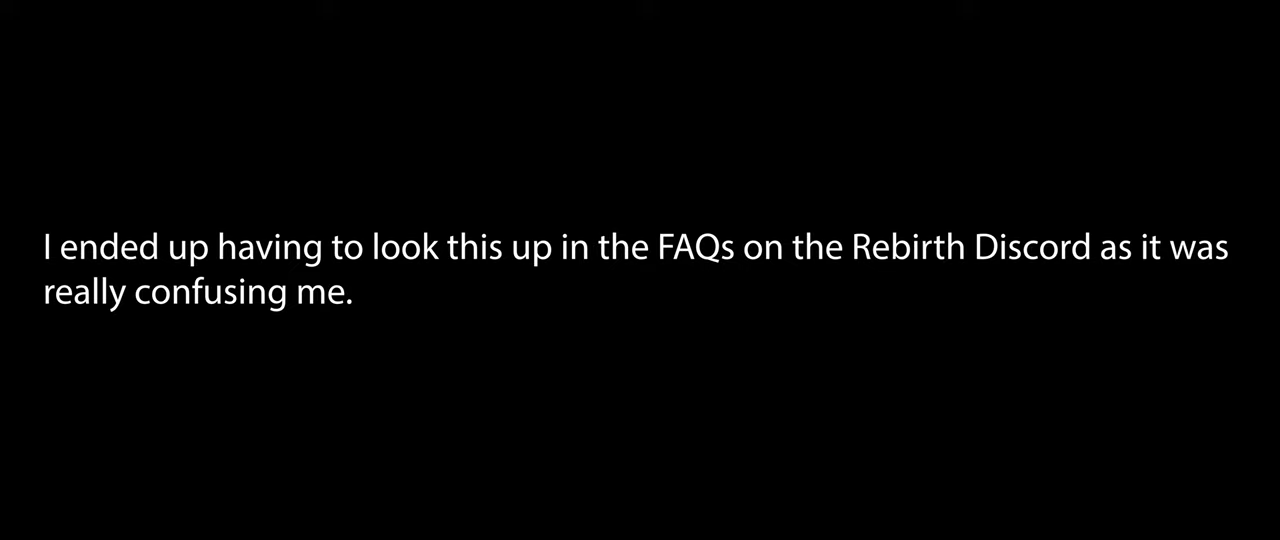 I ended up having to look this up in the FAQs on the Rebirth Discord as it was
really confusing me.